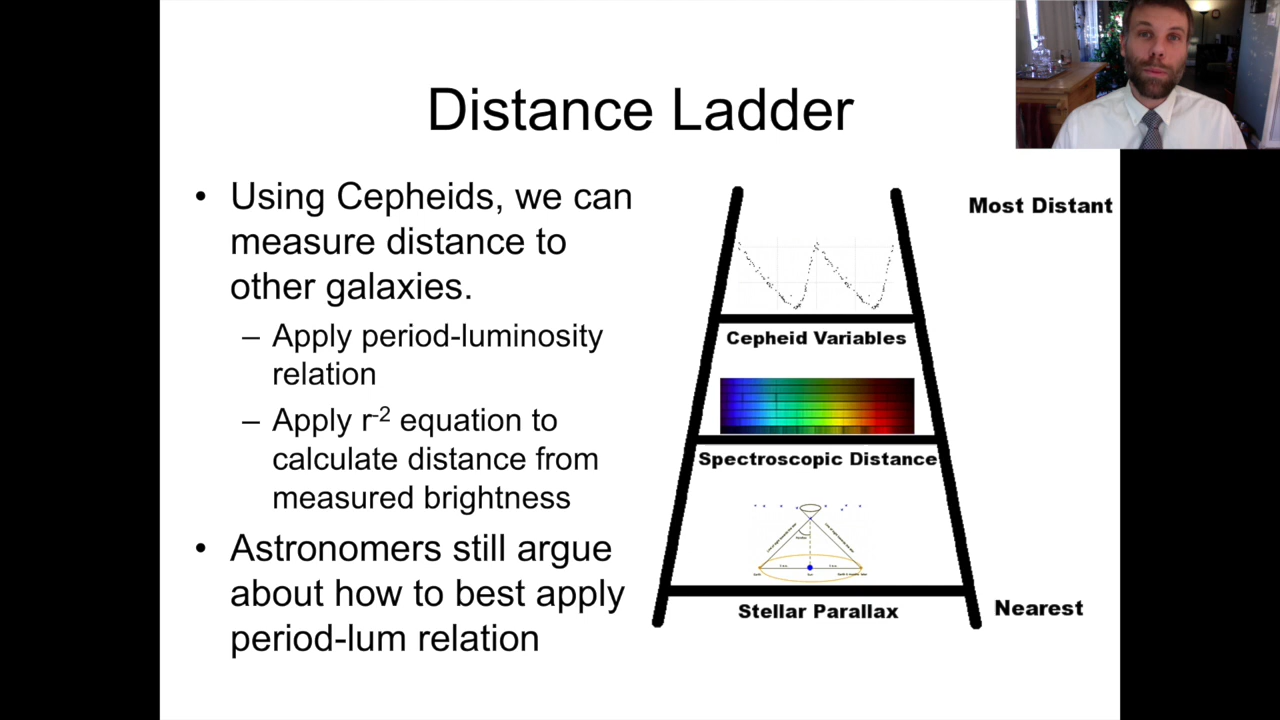 Distance Ladder
• Using Cepheids, we can
measure distance to
other galaxies.
– Apply period-luminosity
relation
– Apply r-2 equation to
calculate distance from
measured brightness
• Astronomers still argue
about how to best apply
period-lum relation
Most Distant
Cepheid Variables
Spectroscopic Distance
Stellar Parallax
Nearest